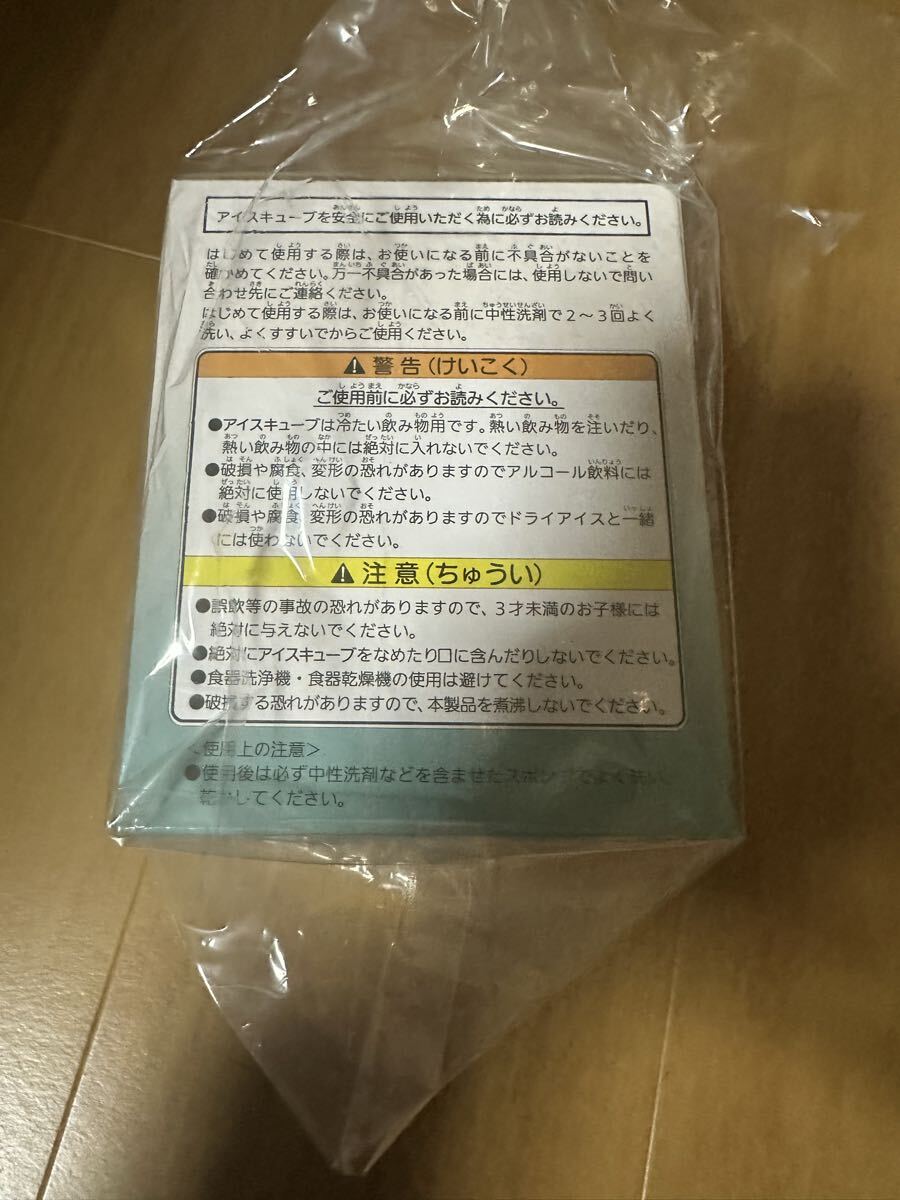 アイスキューブを安全にご使用いただく為に必ずお読みください。
はじめて使用する際は、お使いになる前に不具合がないことを
確かめてください。万一不具合があった場合には、使用しないで問い
合わせ先にご連絡ください。
はじめて使用する際は、お使いになる前に中性洗剤で2〜3回よく
洗い、よくすすいでからご使用ください。
⚠警告(けいこく)
ご使用前に必ずお読みください。
●アイスキューブは冷たい飲み物用です。熱い飲み物を注いだり、
熱い飲み物の中には絶対に入れないでください。
●破損や腐食、変形の恐れがありますのでアルコール飲料には
絶対に使用しないでください。
●破損や腐食、変形の恐れがありますのでドライアイスと一緒
には使わないでください。
⚠注意(ちゅうい)
●誤飲等の事故の恐れがありますので、3才未満のお子様には
絶対に与えないでください。
●絶対にアイスキューブをなめたり口に含んだりしないでください。
●食器洗浄機・食器乾燥機の使用は避けてください。
●破損する恐れがありますので、本製品を煮沸しないでください。
<使用上の注意>
●使用後は必ず中性洗剤などを含ませたスポンジでよく洗い、
乾かしてください。